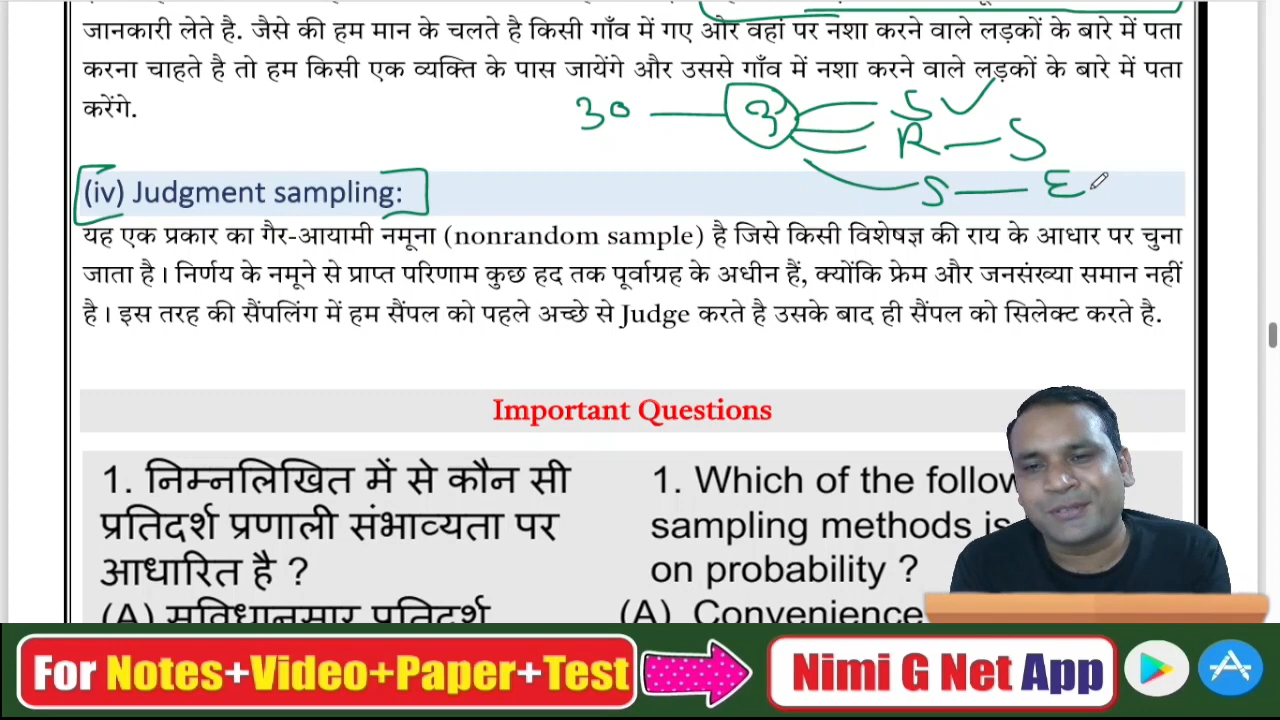 जानकारी लेते है. जैसे की हम मान के चलते है किसी गाँव में गए और वहां पर नशा करने वाले लड़कों के बारे में पता
करना चाहते है तो हम किसी एक व्यक्ति के पास जायेंगे और उससे गाँव में नशा करने वाले लड़कों के बारे में पता
करेंगे.
30
S
R — S
S — E
(iv) Judgment sampling:
यह एक प्रकार का गैर-आयामी नमूना (nonrandom sample) है जिसे किसी विशेषज्ञ की राय के आधार पर चुना
जाता है। निर्णय के नमूने से प्राप्त परिणाम कुछ हद तक पूर्वाग्रह के अधीन हैं, क्योंकि फ्रेम और जनसंख्या समान नहीं
है। इस तरह की सैंपलिंग में हम सैंपल को पहले अच्छे से Judge करते है उसके बाद ही सैंपल को सिलेक्ट करते है.
Important Questions
1. निम्नलिखित में से कौन सी
प्रतिदर्श प्रणाली संभाव्यता पर
आधारित है ?
(A) सुविधानुसार प्रतिदर्श
1. Which of the
sampling methods is
on probability ?
(A) Convenience
For Notes+Video+Paper+Test
Nimi G Net App